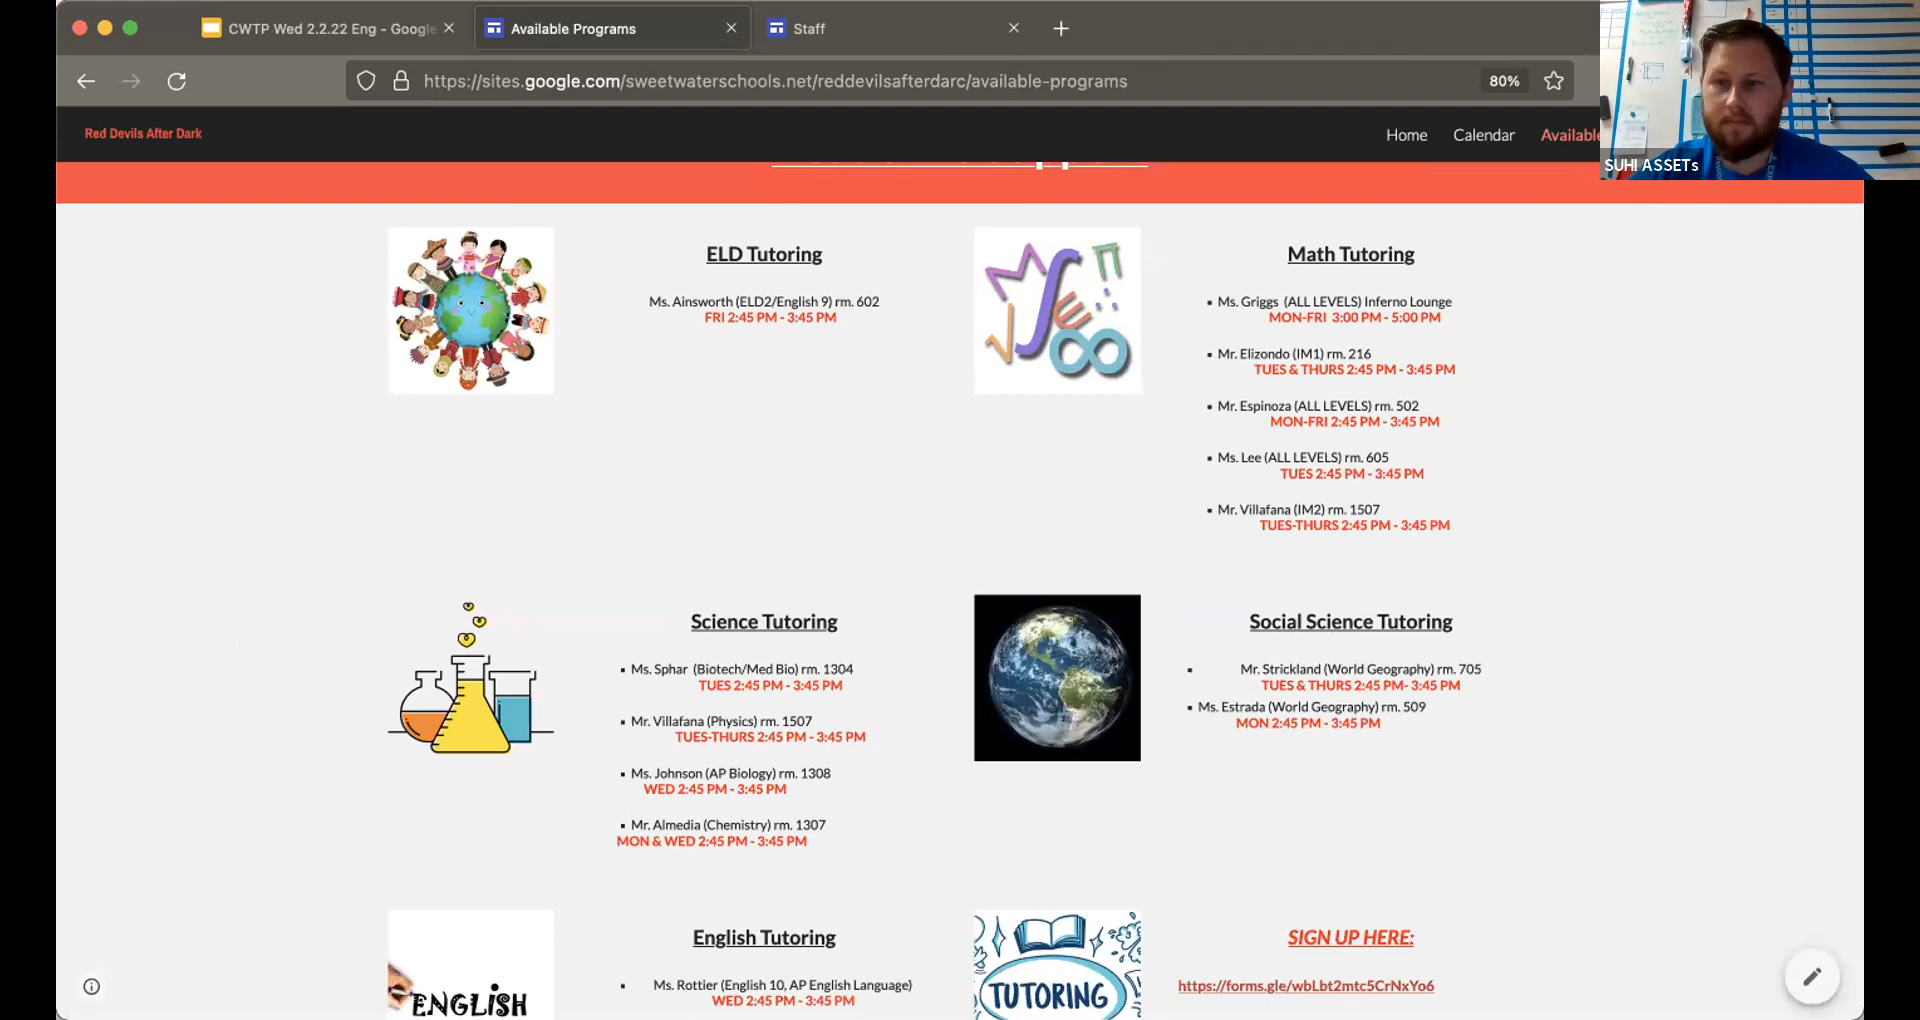 CWTP Wed 2.2.22 Eng - Google
Available Programs
Staff
https://sites.google.com/sweetwaterschools.net/reddevilsafterdarc/available-programs
80%
Red Devils After Dark
Home
Calendar
Available
SUHI ASSETs
ELD Tutoring
Ms. Ainsworth (ELD2/English 9) rm. 602
FRI 2:45 PM - 3:45 PM
Math Tutoring
▪ Ms. Griggs (ALL LEVELS) Inferno Lounge
MON-FRI 3:00 PM - 5:00 PM
▪ Mr. Elizondo (IM1) rm. 216
TUES & THURS 2:45 PM - 3:45 PM
▪ Mr. Espinoza (ALL LEVELS) rm. 502
MON-FRI 2:45 PM - 3:45 PM
▪ Ms. Lee (ALL LEVELS) rm. 605
TUES 2:45 PM - 3:45 PM
▪ Mr. Villafana (IM2) rm. 1507
TUES-THURS 2:45 PM - 3:45 PM
Science Tutoring
▪ Ms. Sphar (Biotech/Med Bio) rm. 1304
TUES 2:45 PM - 3:45 PM
▪ Mr. Villafana (Physics) rm. 1507
TUES-THURS 2:45 PM - 3:45 PM
▪ Ms. Johnson (AP Biology) rm. 1308
WED 2:45 PM - 3:45 PM
▪ Mr. Almedia (Chemistry) rm. 1307
MON & WED 2:45 PM - 3:45 PM
Social Science Tutoring
▪ Mr. Strickland (World Geography) rm. 705
TUES & THURS 2:45 PM- 3:45 PM
▪ Ms. Estrada (World Geography) rm. 509
MON 2:45 PM - 3:45 PM
ENGLISH
English Tutoring
▪ Ms. Rottier (English 10, AP English Language)
WED 2:45 PM - 3:45 PM
TUTORING
SIGN UP HERE:
https://forms.gle/wbLbt2mtc5CrNxYo6